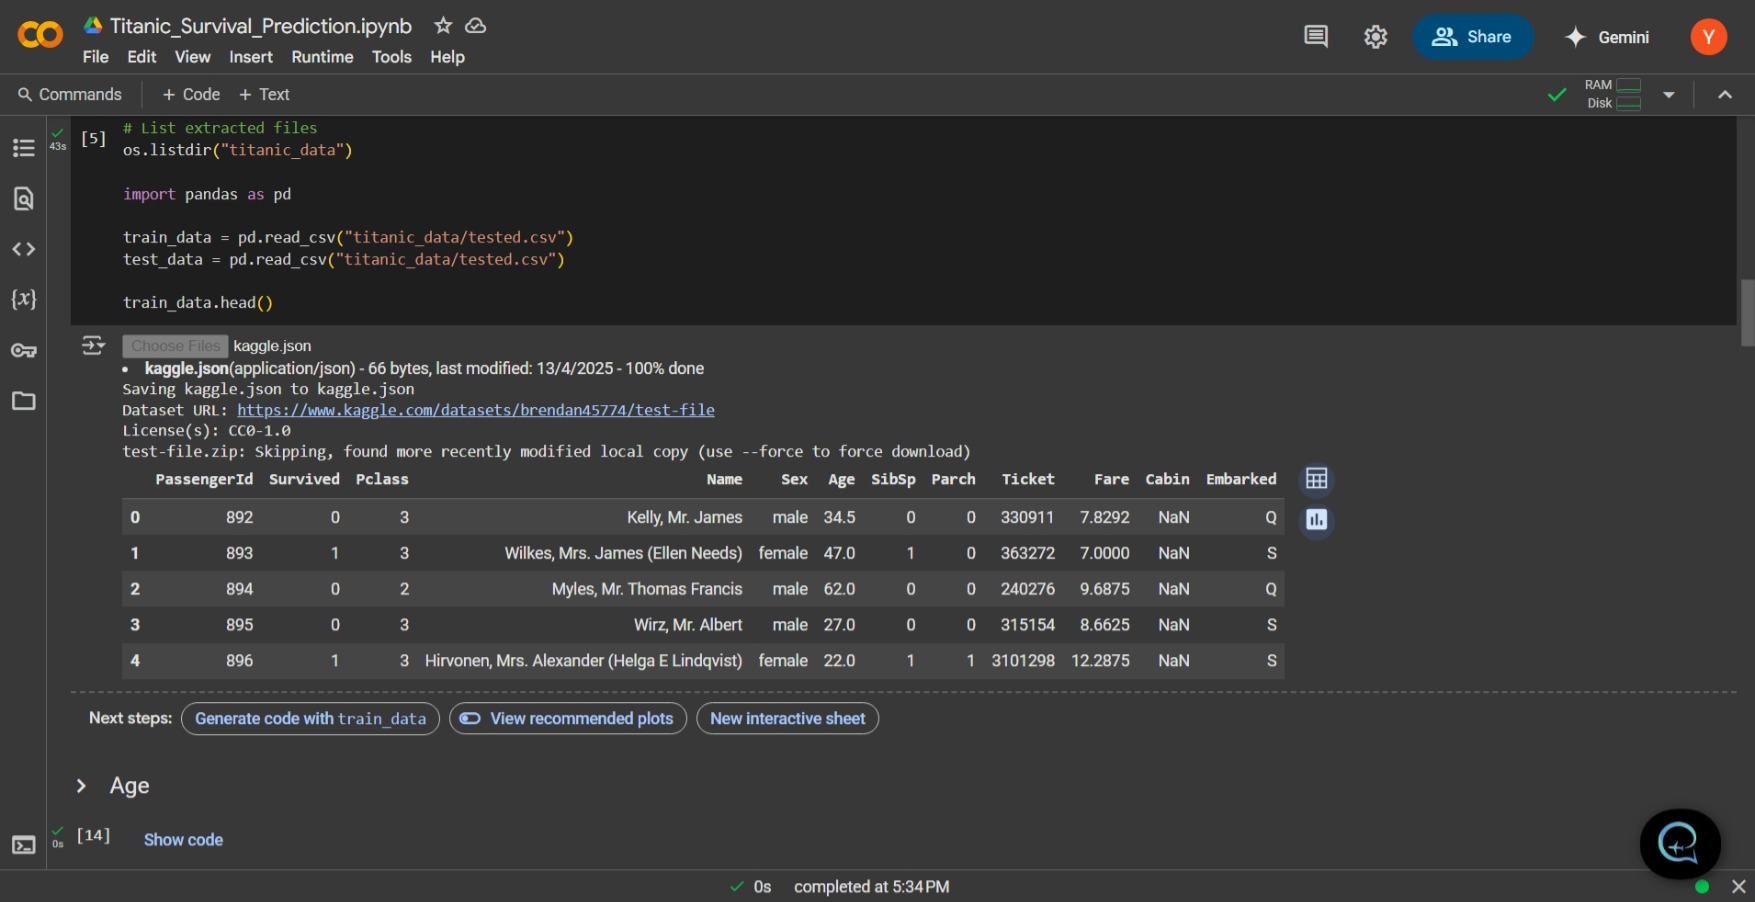 Titanic_Survival_Prediction.ipynb
File Edit View Insert Runtime Tools Help
Share
Gemini
Y
Commands + Code + Text
RAM
Disk
43s
[5]
# List extracted files
os.listdir("titanic_data")
import pandas as pd
train_data = pd.read_csv("titanic_data/tested.csv")
test_data = pd.read_csv("titanic_data/tested.csv")
train_data.head()
Choose Files kaggle.json
• kaggle.json(application/json) - 66 bytes, last modified: 13/4/2025 - 100% done
Saving kaggle.json to kaggle.json
Dataset URL: https://www.kaggle.com/datasets/brendan45774/test-file
License(s): CC0-1.0
test-file.zip: Skipping, found more recently modified local copy (use --force to force download)
PassengerId Survived Pclass Name Sex Age SibSp Parch Ticket Fare Cabin Embarked
0 892 0 3 Kelly, Mr. James male 34.5 0 0 330911 7.8292 NaN Q
1 893 1 3 Wilkes, Mrs. James (Ellen Needs) female 47.0 1 0 363272 7.0000 NaN S
2 894 0 2 Myles, Mr. Thomas Francis male 62.0 0 0 240276 9.6875 NaN Q
3 895 0 3 Wirz, Mr. Albert male 27.0 0 0 315154 8.6625 NaN S
4 896 1 3 Hirvonen, Mrs. Alexander (Helga E Lindqvist) female 22.0 1 1 3101298 12.2875 NaN S
Next steps: Generate code with train_data View recommended plots New interactive sheet
Age
0s
[14] Show code
0s completed at 5:34 PM